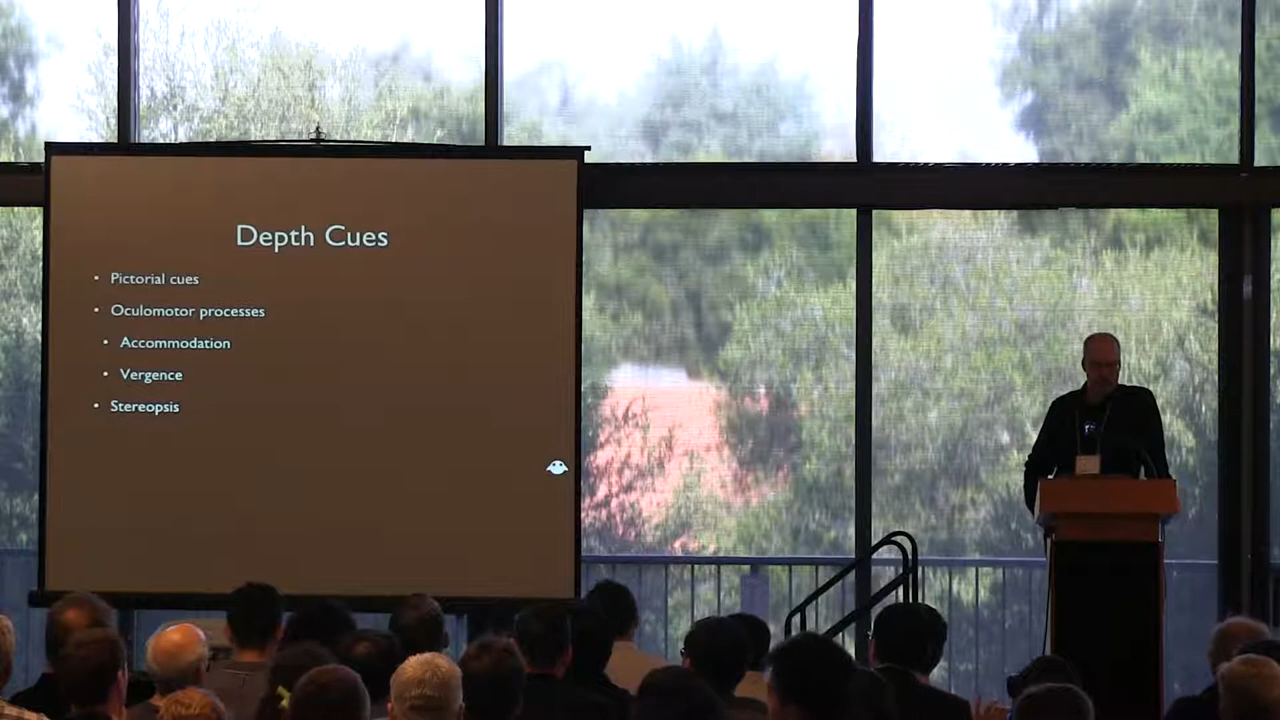 Depth Cues
• Pictorial cues
• Oculomotor processes
• Accommodation
• Vergence
• Stereopsis